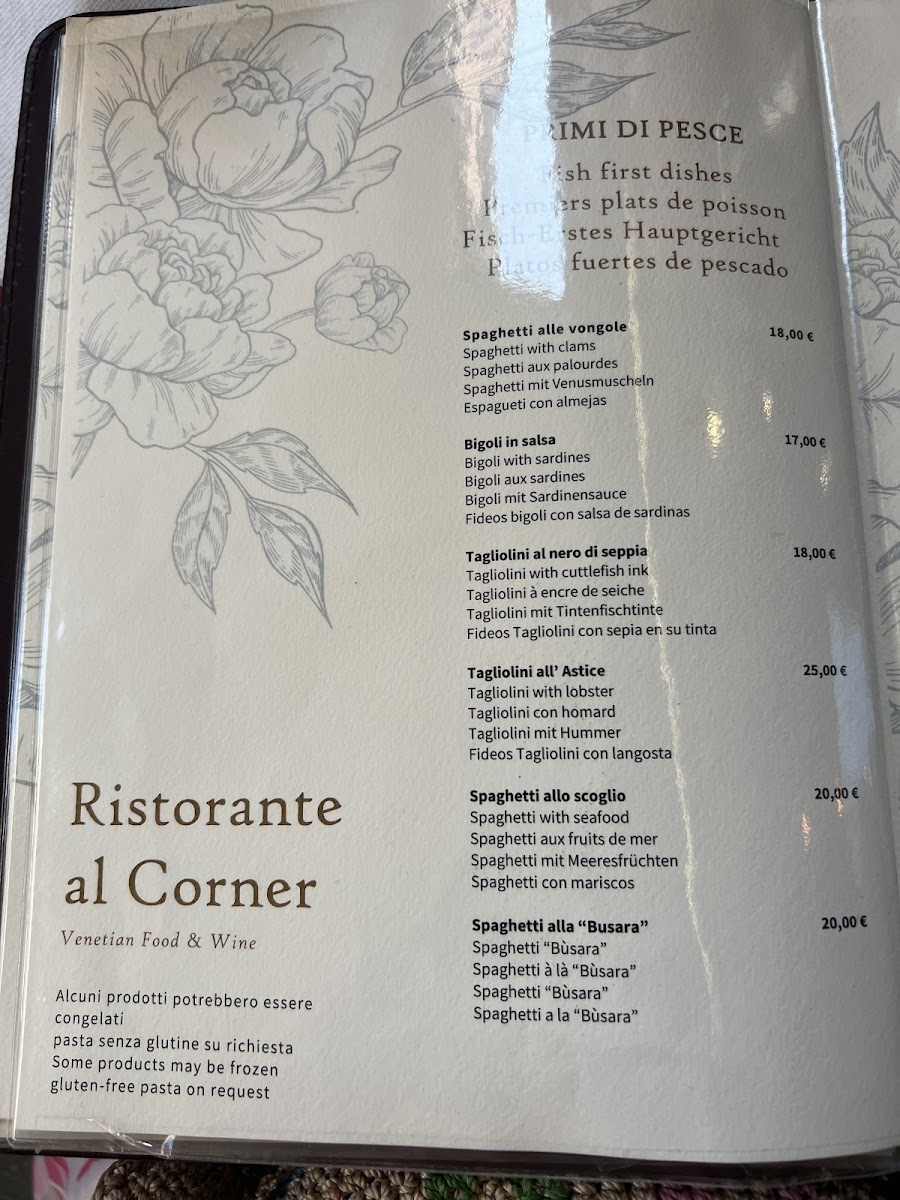 PRIMI DI PESCE
Fish first dishes
Premiers plats de poisson
Fisch-Erstes Hauptgericht
Platos fuertes de pescado
Spaghetti alle vongole 18,00 €
Spaghetti with clams
Spaghetti aux palourdes
Spaghetti mit Venusmuscheln
Espagueti con almejas
Bigoli in salsa 17,00 €
Bigoli with sardines
Bigoli aux sardines
Bigoli mit Sardinensauce
Fideos bigoli con salsa de sardinas
Tagliolini al nero di seppia 18,00 €
Tagliolini with cuttlefish ink
Tagliolini à encre de seiche
Tagliolini mit Tintenfischtinte
Fideos Tagliolini con sepia en su tinta
Tagliolini all' Astice 25,00 €
Tagliolini with lobster
Tagliolini con homard
Tagliolini mit Hummer
Fideos Tagliolini con langosta
Spaghetti allo scoglio 20,00 €
Spaghetti with seafood
Spaghetti aux fruits de mer
Spaghetti mit Meeresfrüchten
Spaghetti con mariscos
Spaghetti alla “Busara” 20,00 €
Spaghetti “Bùsara”
Spaghetti à là “Bùsara”
Spaghetti “Bùsara”
Spaghetti a la “Bùsara”
Ristorante
al Corner
Venetian Food & Wine
Alcuni prodotti potrebbero essere
congelati
pasta senza glutine su richiesta
Some products may be frozen
gluten-free pasta on request